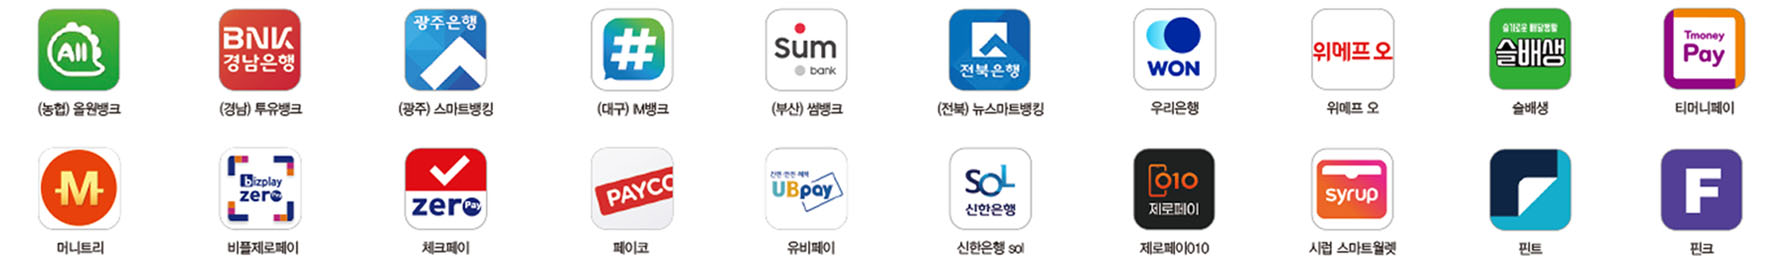 All
BNK
경남은행
광주은행
#
sum
bank
전북은행
WON
위메프 오
슬기로운 배달생활
슬배생
Tmoney
Pay
(농협) 올원뱅크
(경남) 투유뱅크
(광주) 스마트뱅킹
(대구) IM뱅크
(부산) 썸뱅크
(전북) 뉴스마트뱅킹
우리은행
위메프 오
슬배생
티머니페이
M
bizplay
zero Pay
zero Pay
PAYCO
간편·안전·혜택
UBpay
SOL
신한은행
010
제로페이
syrup
F
머니트리
비플제로페이
체크페이
페이코
유비페이
신한은행 sol
제로페이010
시럽 스마트월렛
핀트
핀크